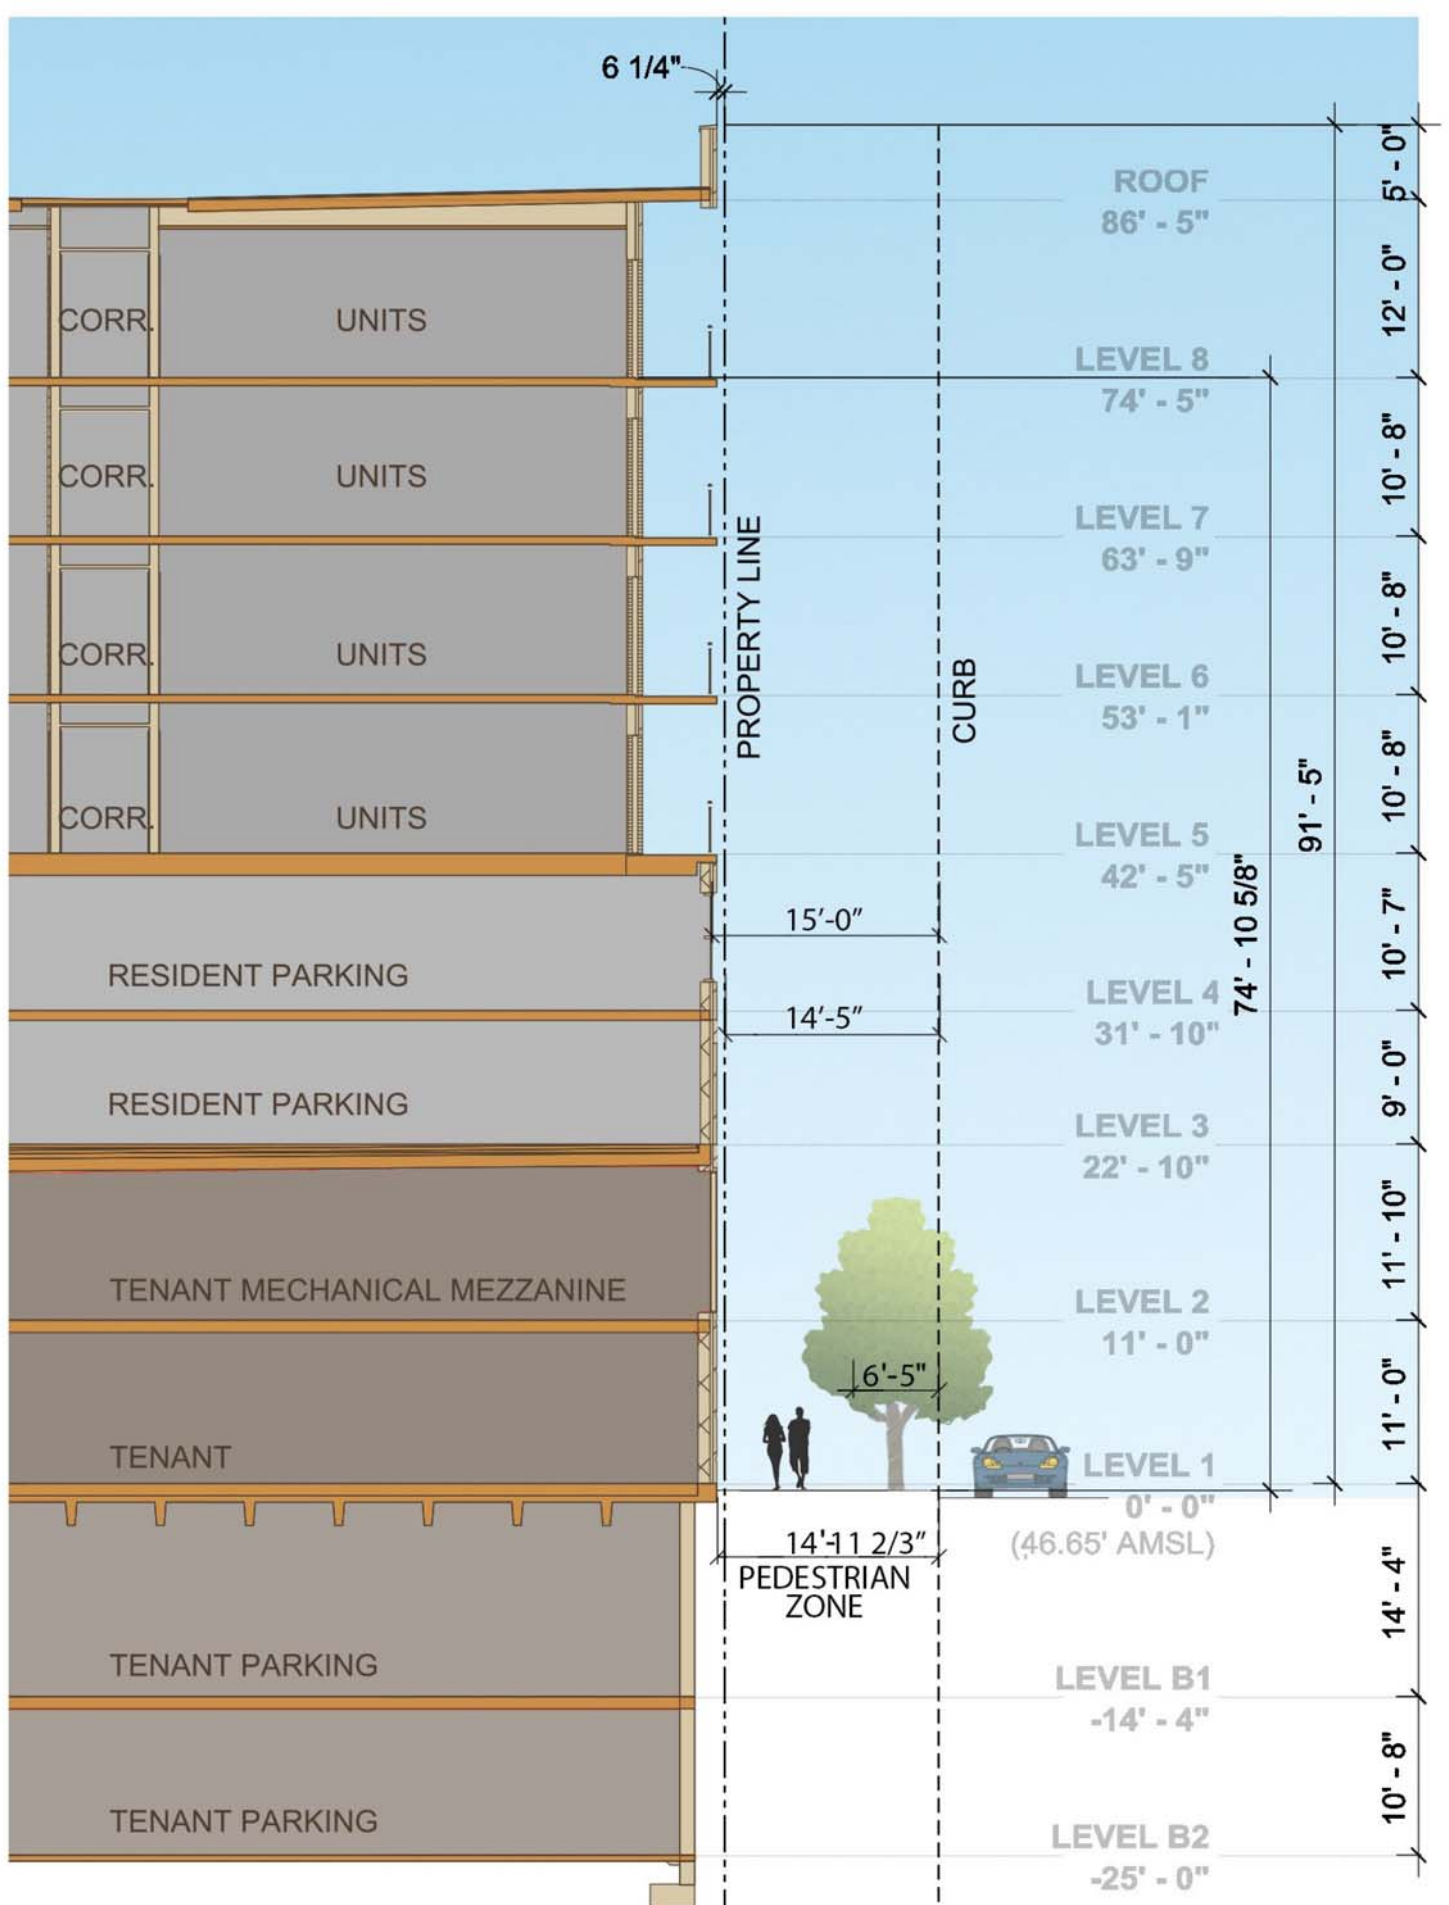 6 1/4"
5' - 0"
ROOF
86' - 5"
12' - 0"
CORR.
UNITS
LEVEL 8
74' - 5"
10' - 8"
CORR.
UNITS
LEVEL 7
63' - 9"
PROPERTY LINE
10' - 8"
CORR.
UNITS
LEVEL 6
53' - 1"
CURB
10' - 8"
91' - 5"
CORR.
UNITS
LEVEL 5
42' - 5"
74' - 10 5/8"
15'-0"
10' - 7"
RESIDENT PARKING
LEVEL 4
31' - 10"
14'-5"
9' - 0"
RESIDENT PARKING
LEVEL 3
22' - 10"
11' - 10"
TENANT MECHANICAL MEZZANINE
LEVEL 2
11' - 0"
6'-5"
11' - 0"
TENANT
LEVEL 1
0' - 0"
(46.65' AMSL)
14'-11 2/3"
PEDESTRIAN
ZONE
14' - 4"
TENANT PARKING
LEVEL B1
-14' - 4"
10' - 8"
TENANT PARKING
LEVEL B2
-25' - 0"